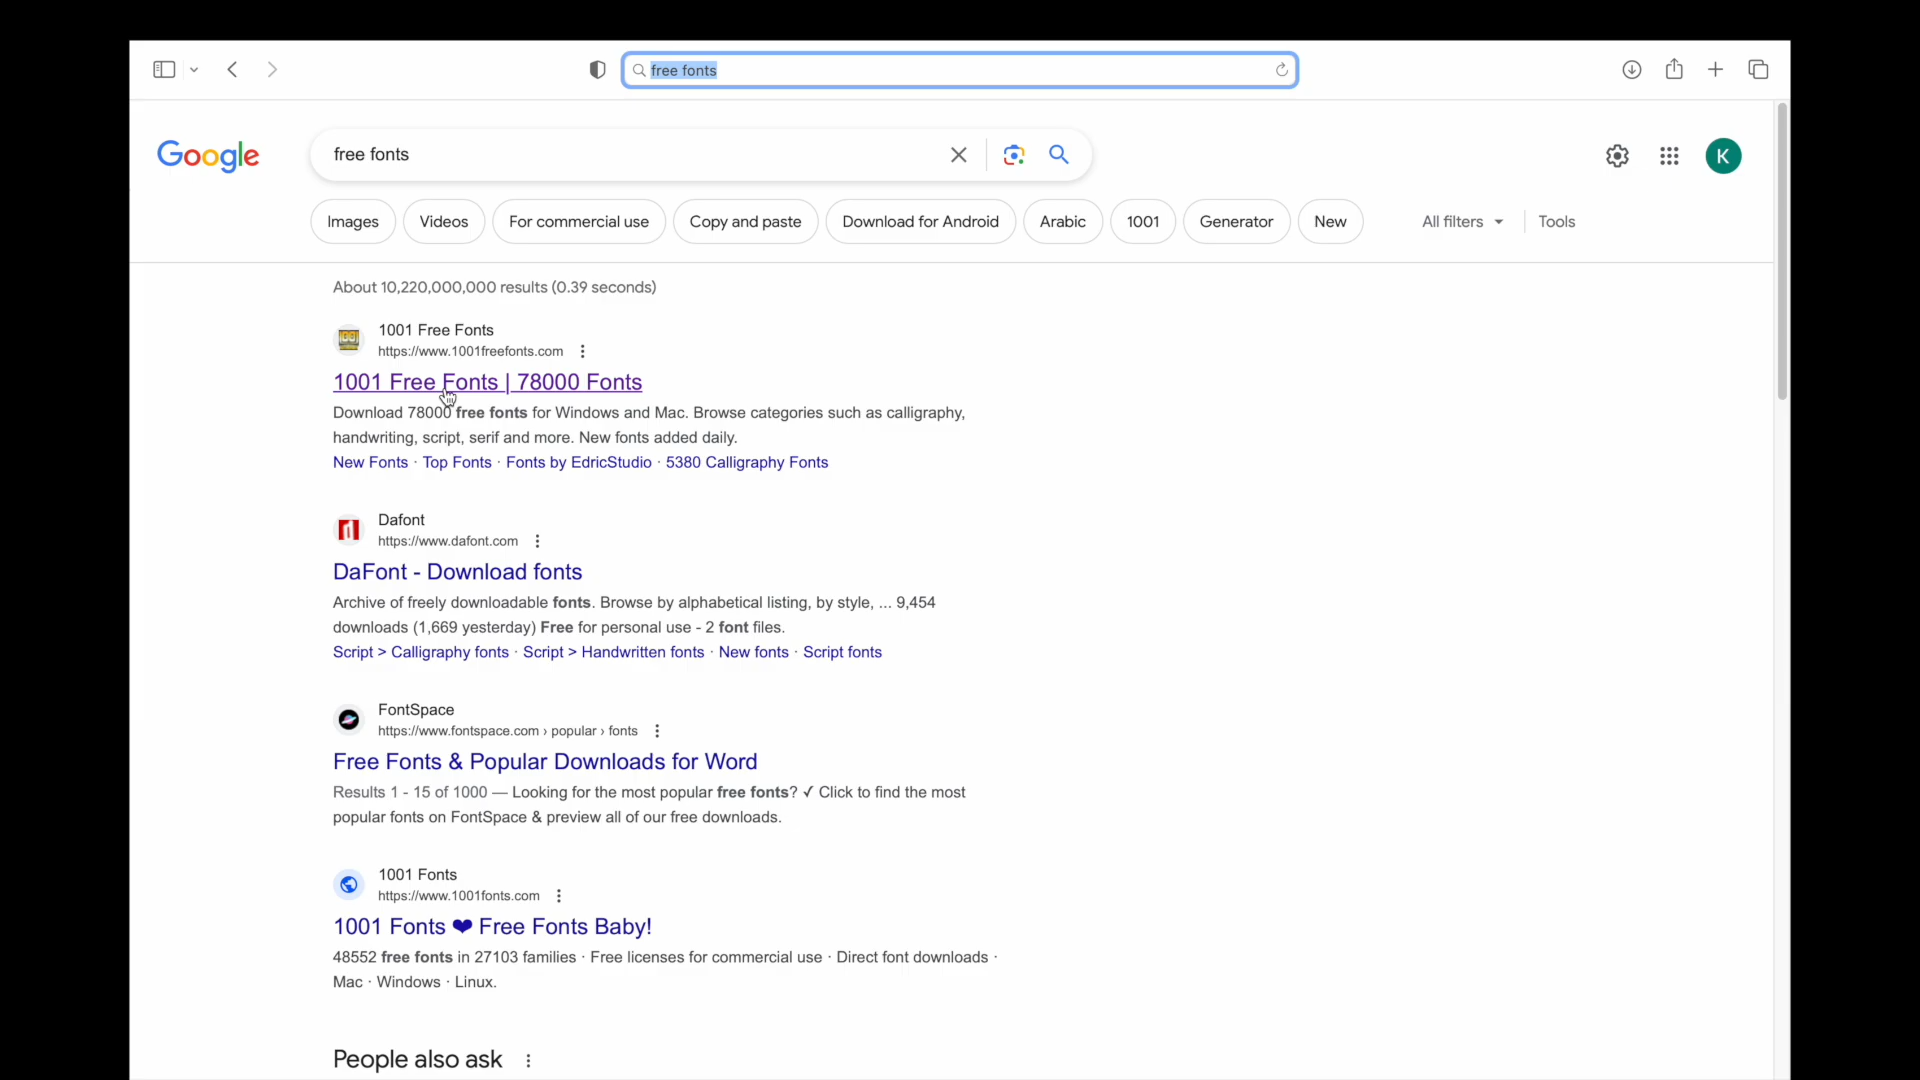 free fonts
Google
free fonts
K
Images
Videos
For commercial use
Copy and paste
Download for Android
Arabic
1001
Generator
New
All filters
Tools
About 10,220,000,000 results (0.39 seconds)
1001 Free Fonts
https://www.1001freefonts.com
1001 Free Fonts | 78000 Fonts
Download 78000 free fonts for Windows and Mac. Browse categories such as calligraphy,
handwriting, script, serif and more. New fonts added daily.
New Fonts · Top Fonts · Fonts by EdricStudio · 5380 Calligraphy Fonts
Dafont
https://www.dafont.com
DaFont - Download fonts
Archive of freely downloadable fonts. Browse by alphabetical listing, by style, ... 9,454
downloads (1,669 yesterday) Free for personal use - 2 font files.
Script > Calligraphy fonts · Script > Handwritten fonts · New fonts · Script fonts
FontSpace
https://www.fontspace.com › popular › fonts
Free Fonts & Popular Downloads for Word
Results 1 - 15 of 1000 — Looking for the most popular free fonts? ✓ Click to find the most
popular fonts on FontSpace & preview all of our free downloads.
1001 Fonts
https://www.1001fonts.com
1001 Fonts ❤ Free Fonts Baby!
48552 free fonts in 27103 families · Free licenses for commercial use · Direct font downloads ·
Mac · Windows · Linux.
People also ask